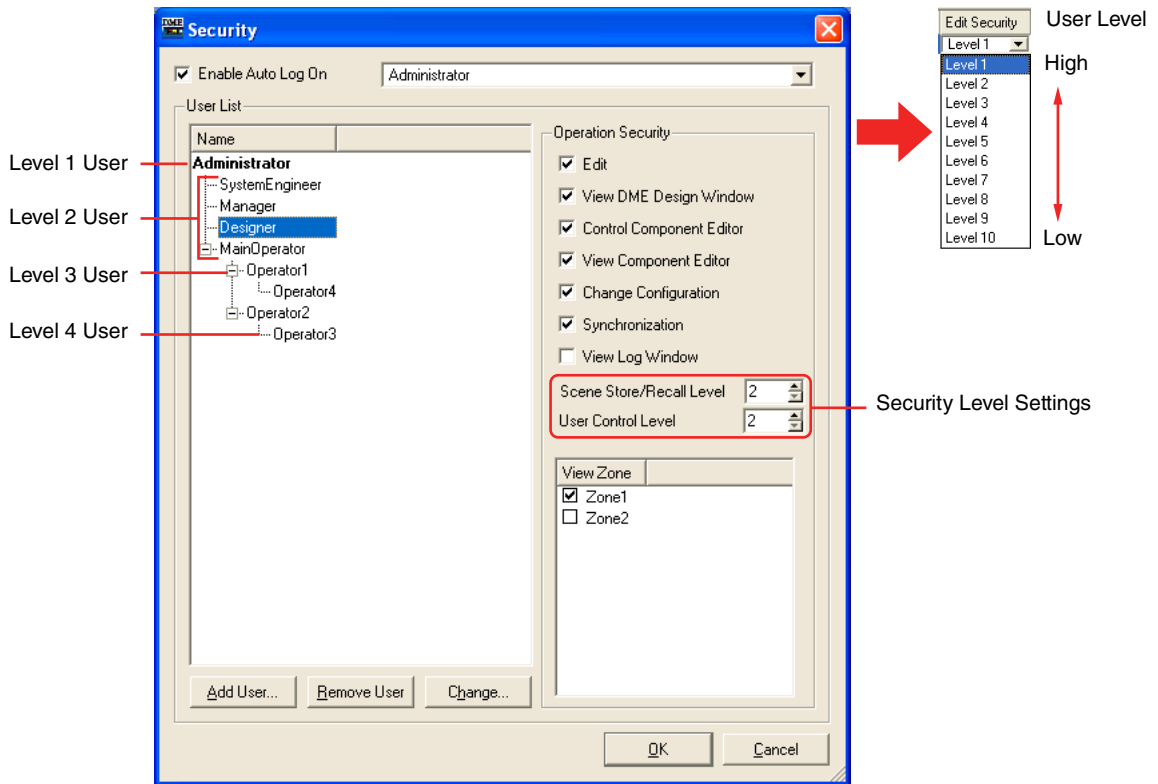 DME
Security
Enable Auto Log On
Administrator
User List
Name
Administrator
SystemEngineer
Manager
Designer
MainOperator
Operator1
Operator4
Operator2
Operator3
Level 1 User
Level 2 User
Level 3 User
Level 4 User
Add User...
Remove User
Change...
Operation Security
Edit
View DME Design Window
Control Component Editor
View Component Editor
Change Configuration
Synchronization
View Log Window
Scene Store/Recall Level 2
User Control Level 2
Security Level Settings
View Zone
Zone1
Zone2
OK
Cancel
Edit Security
User Level
Level 1
Level 1
High
Level 2
Level 3
Level 4
Level 5
Level 6
Level 7
Level 8
Level 9
Level 10
Low